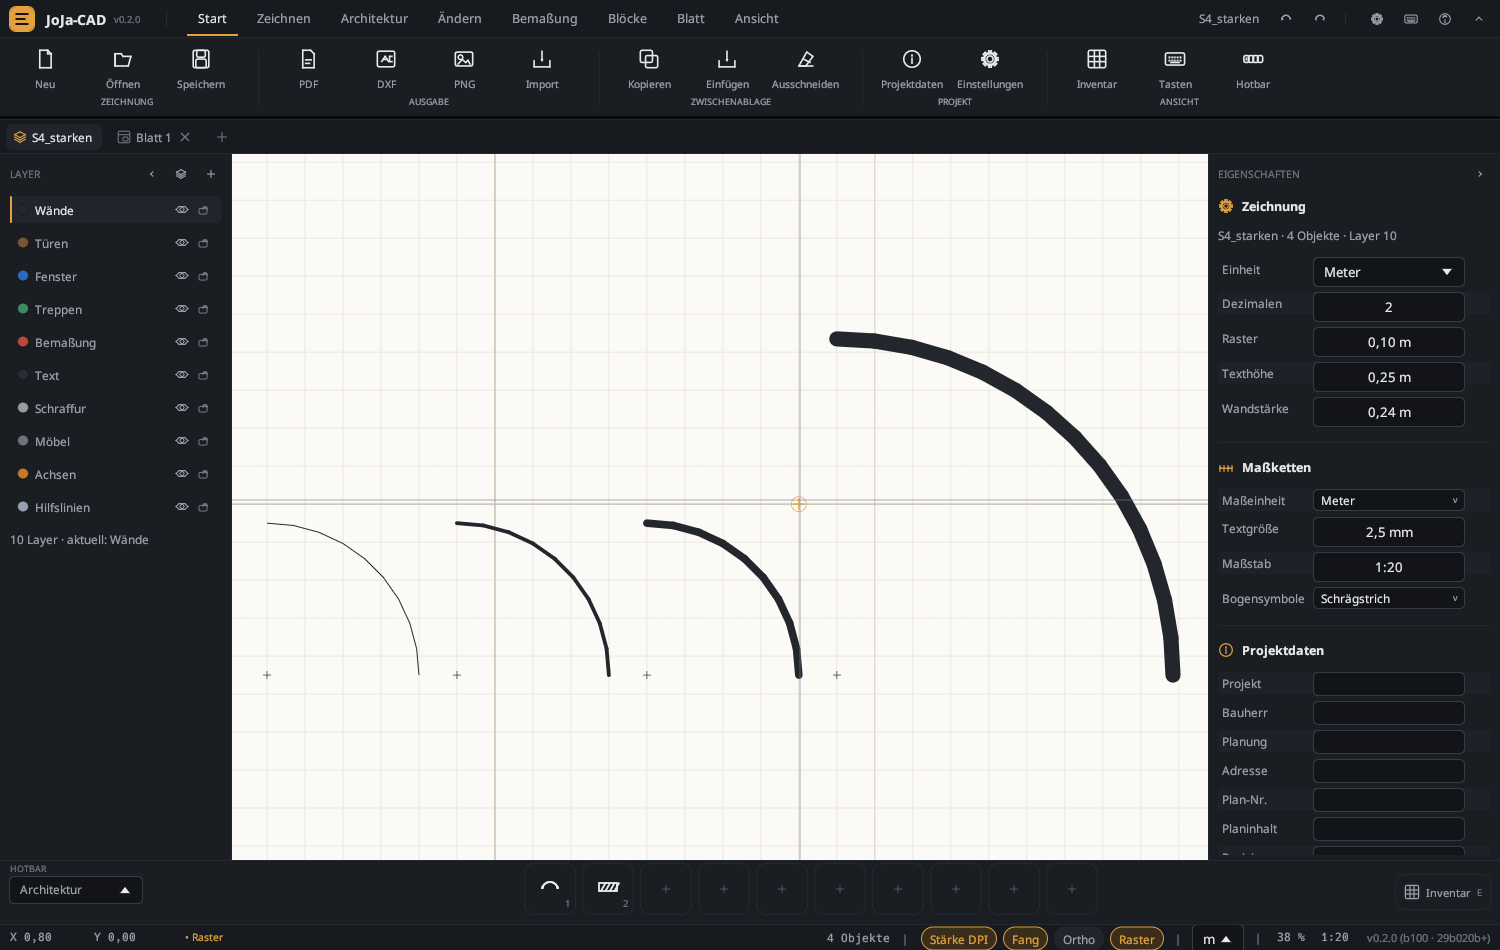 JoJa-CAD v0.2.0 Start Zeichnen Architektur Ändern Bemaßung Blöcke Blatt Ansicht S4_starken
Neu Öffnen Speichern PDF DXF PNG Import Kopieren Einfügen Ausschneiden Projektdaten Einstellungen Inventar Tasten Hotbar
ZEICHNUNG AUSGABE ZWISCHENABLAGE PROJEKT ANSICHT
S4_starken Blatt 1
LAYER
Wände
Türen
Fenster
Treppen
Bemaßung
Text
Schraffur
Möbel
Achsen
Hilfslinien
10 Layer · aktuell: Wände
EIGENSCHAFTEN
Zeichnung
S4_starken · 4 Objekte · Layer 10
Einheit Meter
Dezimalen 2
Raster 0,10 m
Texthöhe 0,25 m
Wandstärke 0,24 m
Maßketten
Maßeinheit Meter
Textgröße 2,5 mm
Maßstab 1:20
Bogensymbole Schrägstrich
Projektdaten
Projekt
Bauherr
Planung
Adresse
Plan-Nr.
Planinhalt
HOTBAR
Architektur
1 2
Inventar E
X 0,80 Y 0,00 • Raster 4 Objekte | Stärke DPI Fang Ortho Raster | m | 38 % 1:20 v0.2.0 (b100 · 29b020b+)